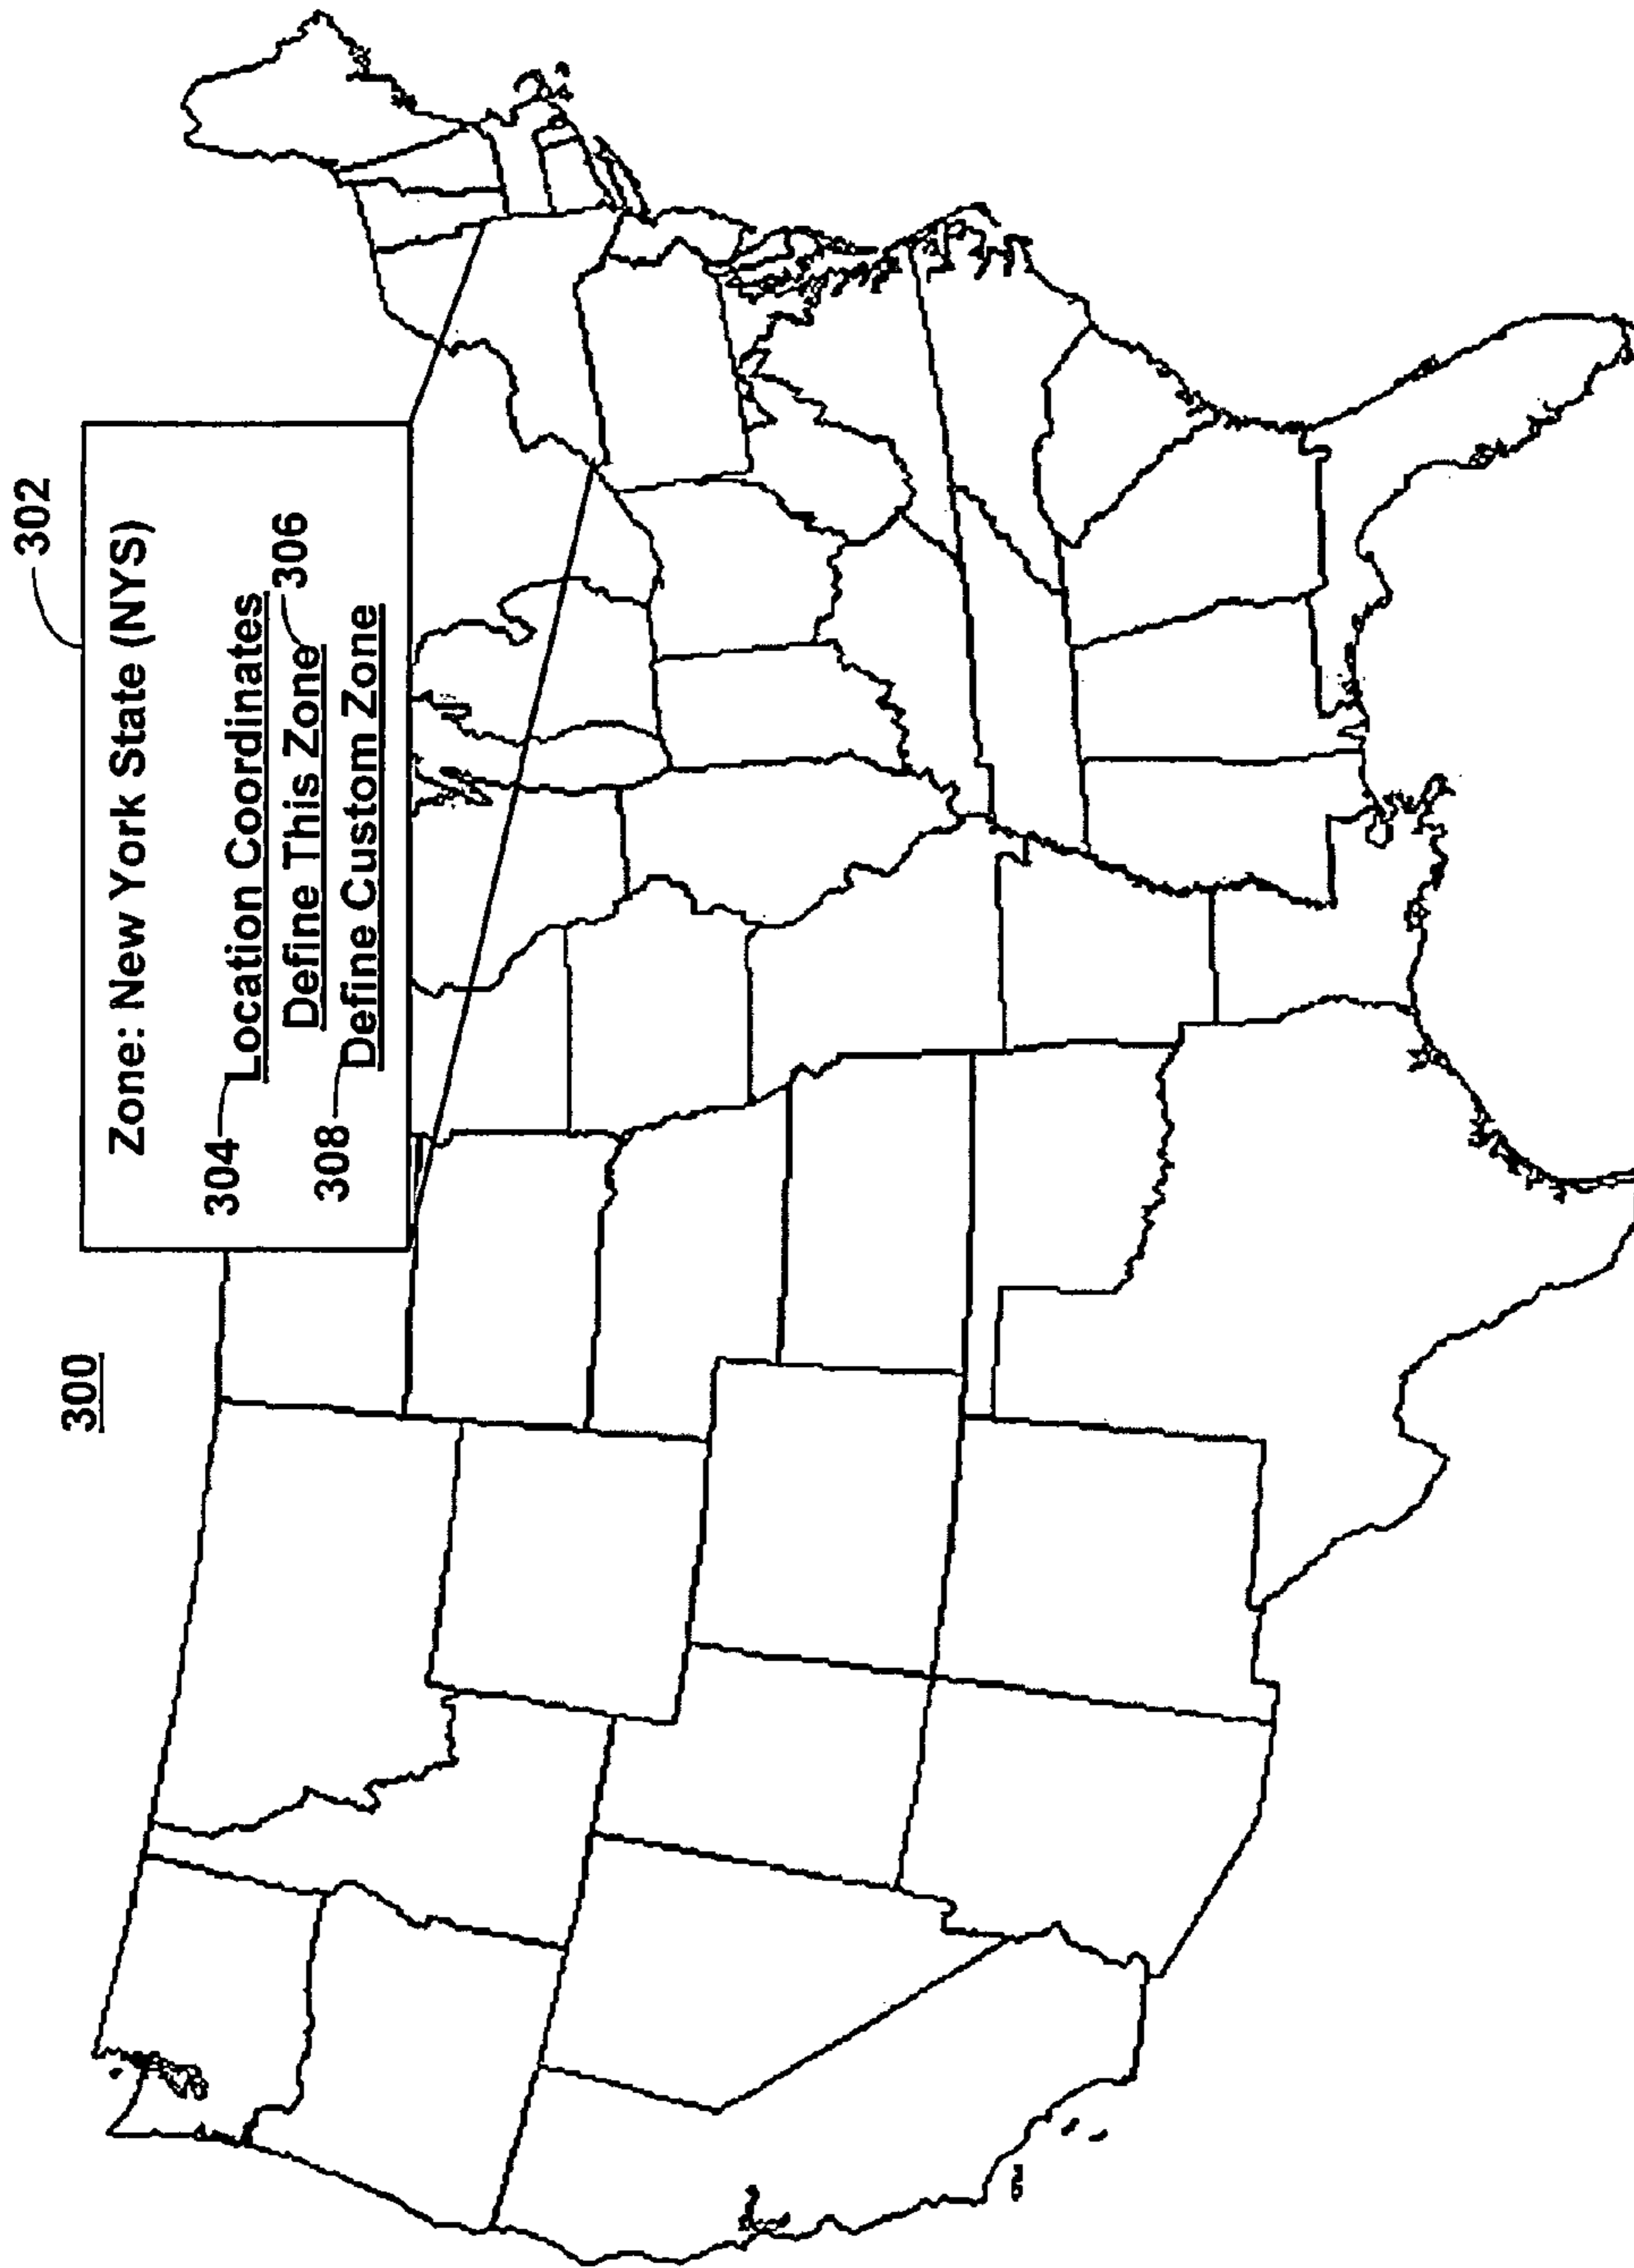 300
302
Zone: New York State (NYS)
304 Location Coordinates
Define This Zone 306
308 Define Custom Zone